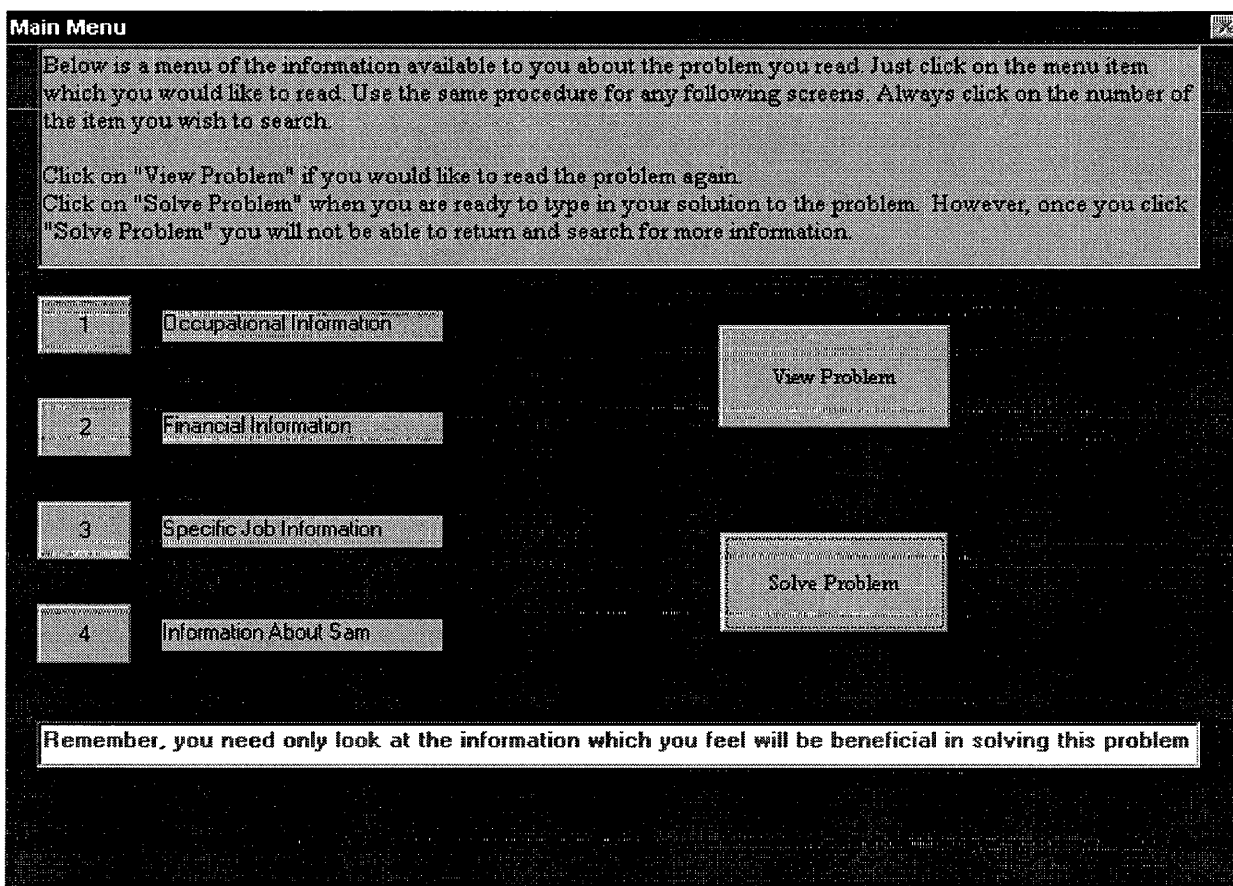 Main Menu
Below is a menu of the information available to you about the problem you read. Just click on the menu item
which you would like to read. Use the same procedure for any following screens. Always click on the number of
the item you wish to search.
Click on "View Problem" if you would like to read the problem again.
Click on "Solve Problem" when you are ready to type in your solution to the problem. However, once you click
"Solve Problem" you will not be able to return and search for more information.
1 Occupational Information
View Problem
2 Financial Information
3 Specific Job Information
Solve Problem
4 Information About Sam
Remember, you need only look at the information which you feel will be beneficial in solving this problem